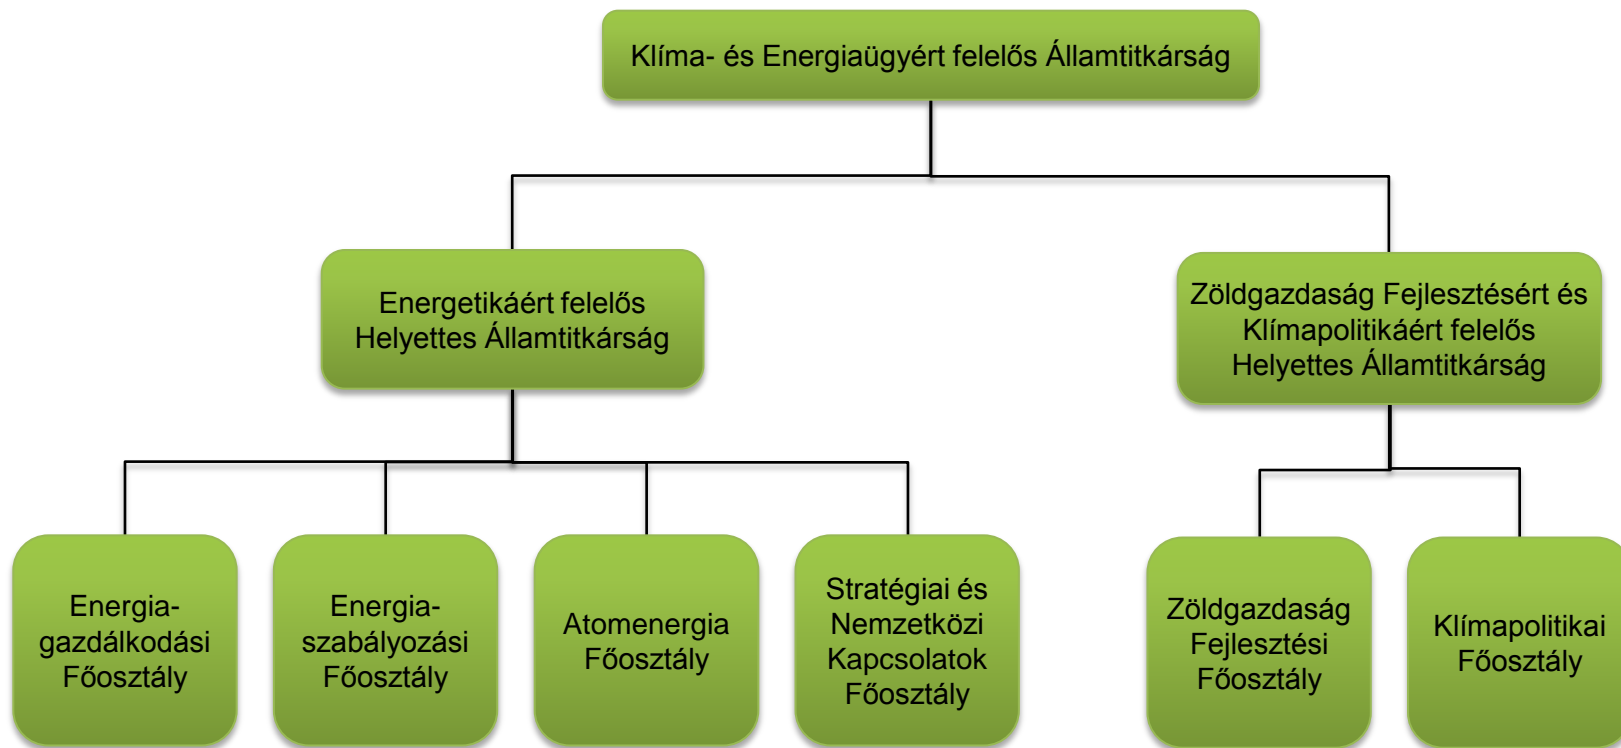 Klíma- és Energiaügyért felelős Államtitkárság
Energetikáért felelős
Helyettes Államtitkárság
Zöldgazdaság Fejlesztésért és
Klímapolitikáért felelős
Helyettes Államtitkárság
Energia-
gazdálkodási
Főosztály
Energia-
szabályozási
Főosztály
Atomenergia
Főosztály
Stratégiai és
Nemzetközi
Kapcsolatok
Főosztály
Zöldgazdaság
Fejlesztési
Főosztály
Klímapolitikai
Főosztály